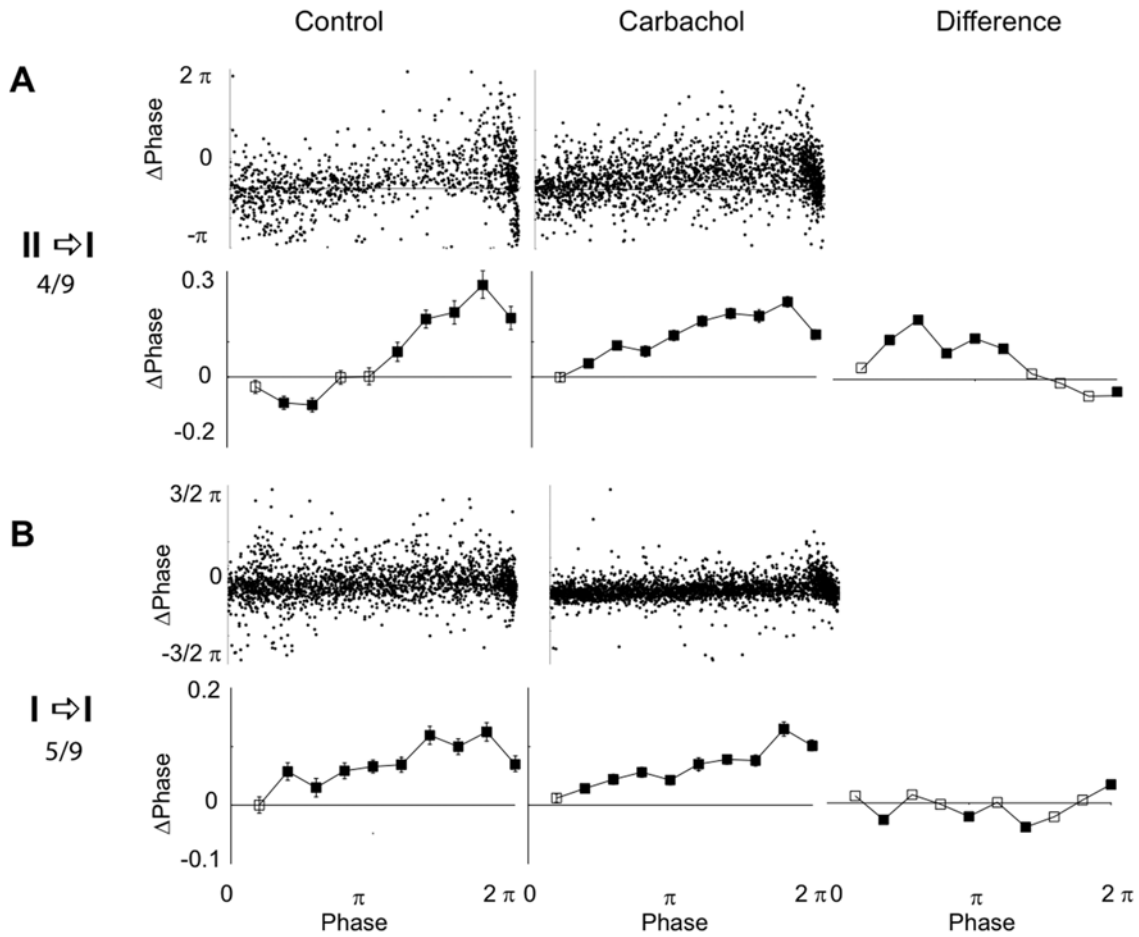 Control Carbachol Difference
A
2 π
ΔPhase
0
-π
II ⇨ I
4/9
0.3
ΔPhase
0
-0.2
B
3/2 π
ΔPhase
0
-3/2 π
I ⇨ I
5/9
0.2
ΔPhase
0
-0.1
0 π 2 π 0 π 2 π 0 π 2 π
Phase Phase Phase